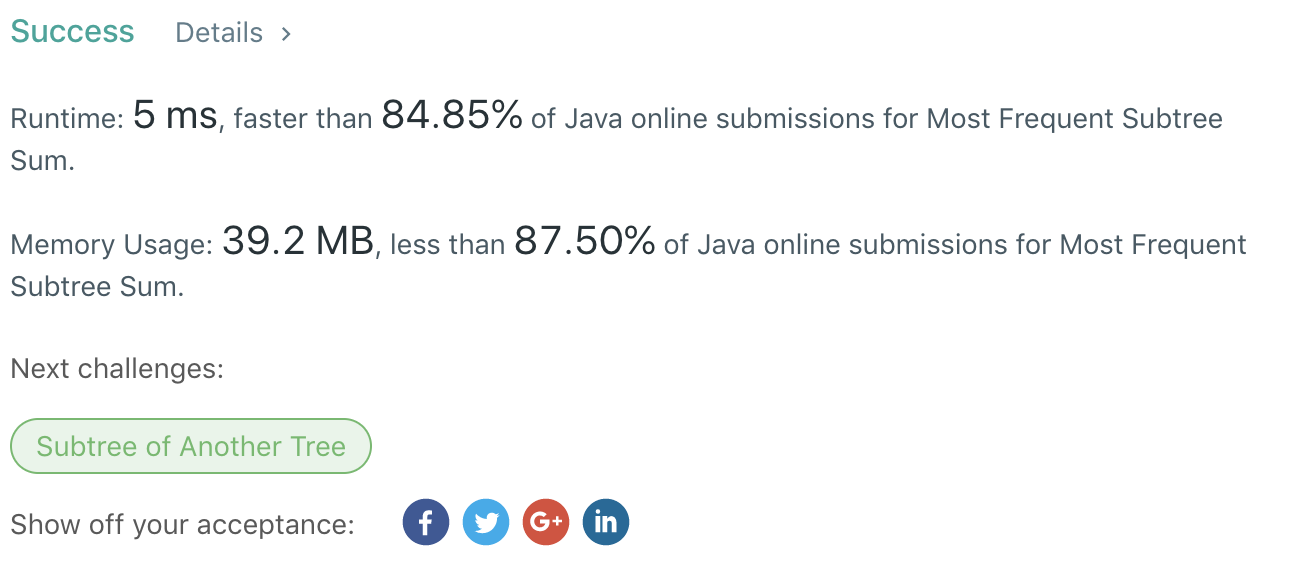 Success Details >
Runtime: 5 ms, faster than 84.85% of Java online submissions for Most Frequent Subtree
Sum.
Memory Usage: 39.2 MB, less than 87.50% of Java online submissions for Most Frequent
Subtree Sum.
Next challenges:
Subtree of Another Tree
Show off your acceptance: f G+ in